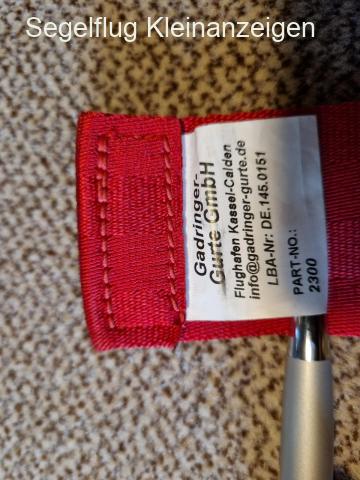 Segelflug Kleinanzeigen
Gadringer-
Gurte GmbH
Flughafen Kassel-Calden
info@gadringer-gurte.de
LBA-Nr: DE.145.0151
PART-NO.:
2300